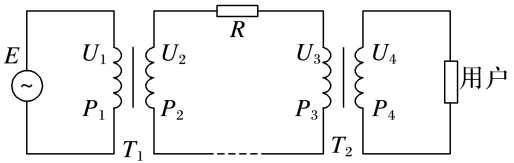 R
E U₁ U₂ U₃ U₄
~ 用户
P₁ P₂ P₃ P₄
T₁ T₂